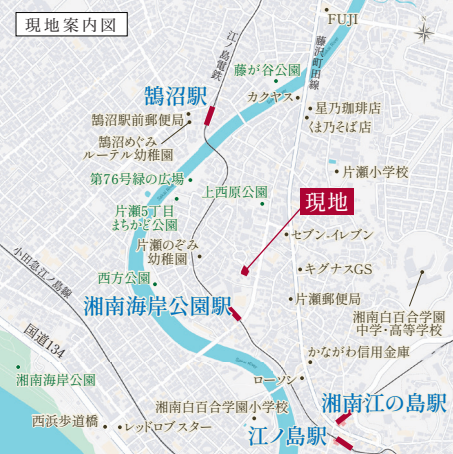 現地案内図
FUJI
江ノ島電鉄
藤沢町田線
藤が谷公園
カクヤス
鵠沼駅
星乃珈琲店
くま乃そば店
鵠沼駅前郵便局
鵠沼めぐみ
ルーテル幼稚園
片瀬小学校
第76号緑の広場
上西原公園
現地
片瀬5丁目
まちかど公園
セブン-イレブン
片瀬のぞみ
幼稚園
小田急江ノ島線
キグナスGS
西方公園
片瀬郵便局
湘南海岸公園駅
湘南白百合学園
中学・高等学校
国道134
かながわ信用金庫
湘南海岸公園
ローソン
湘南江の島駅
湘南白百合学園小学校
西浜歩道橋
レッドロブスター
江ノ島駅